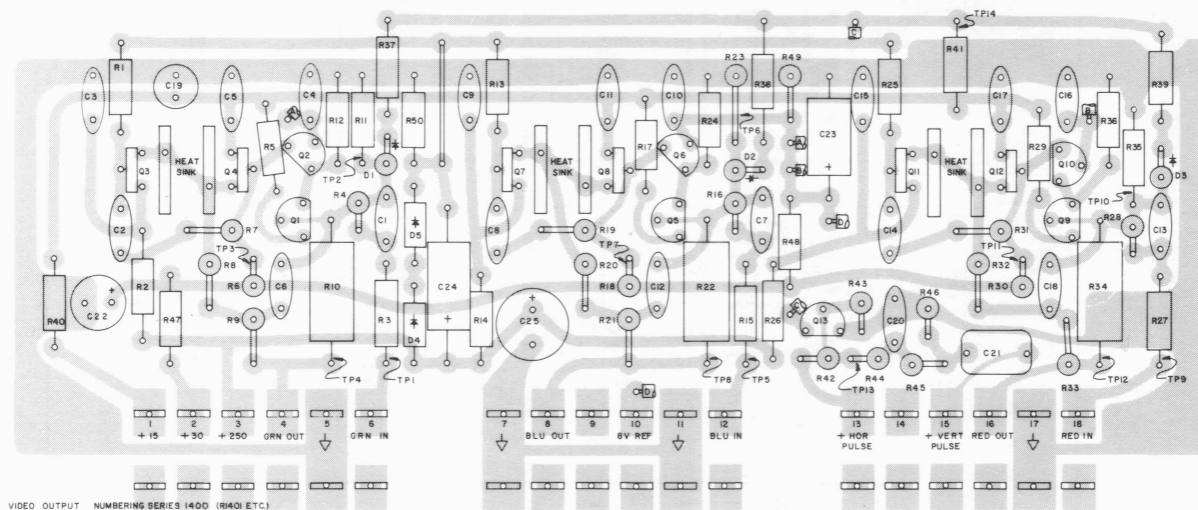 TP14
C
R37
R41
R1
C19
C3
C5
C4
R12
R11
R50
C9
R13
C11
C10
R23
R24
R38
R49
TP6
C15
R25
C23
C17
C16
B
R36
R39
R5
Q2
Q3
HEAT SINK
Q4
TP2
D1
R4
Q7
HEAT SINK
Q8
R17
Q6
D2
A
R16
Q11
HEAT SINK
Q12
R29
Q10
R35
TP10
D3
C2
R7
Q1
C1
D5
C8
R19
Q5
C7
R48
D
C14
R31
Q9
R28
C13
TP3
TP7
TP11
R40
C22
R2
R47
R8
R6
C6
R10
R3
C24
R14
R20
R18
C12
R22
R15
R26
R43
R46
R32
R30
C18
R34
R27
R9
D4
C25
R21
Q13
C20
C21
R42
R44
TP13
R45
R33
TP4
TP1
TP8
TP5
TP12
TP9
D
1 2 3 4 5 6 7 8 9 10 11 12 13 14 15 16 17 18
+15 +30 +250 GRN OUT GRN IN BLU OUT 8V REF BLU IN + HOR PULSE + VERT PULSE RED OUT RED IN
VIDEO OUTPUT NUMBERING SERIES 1400 (R1401 ETC.)